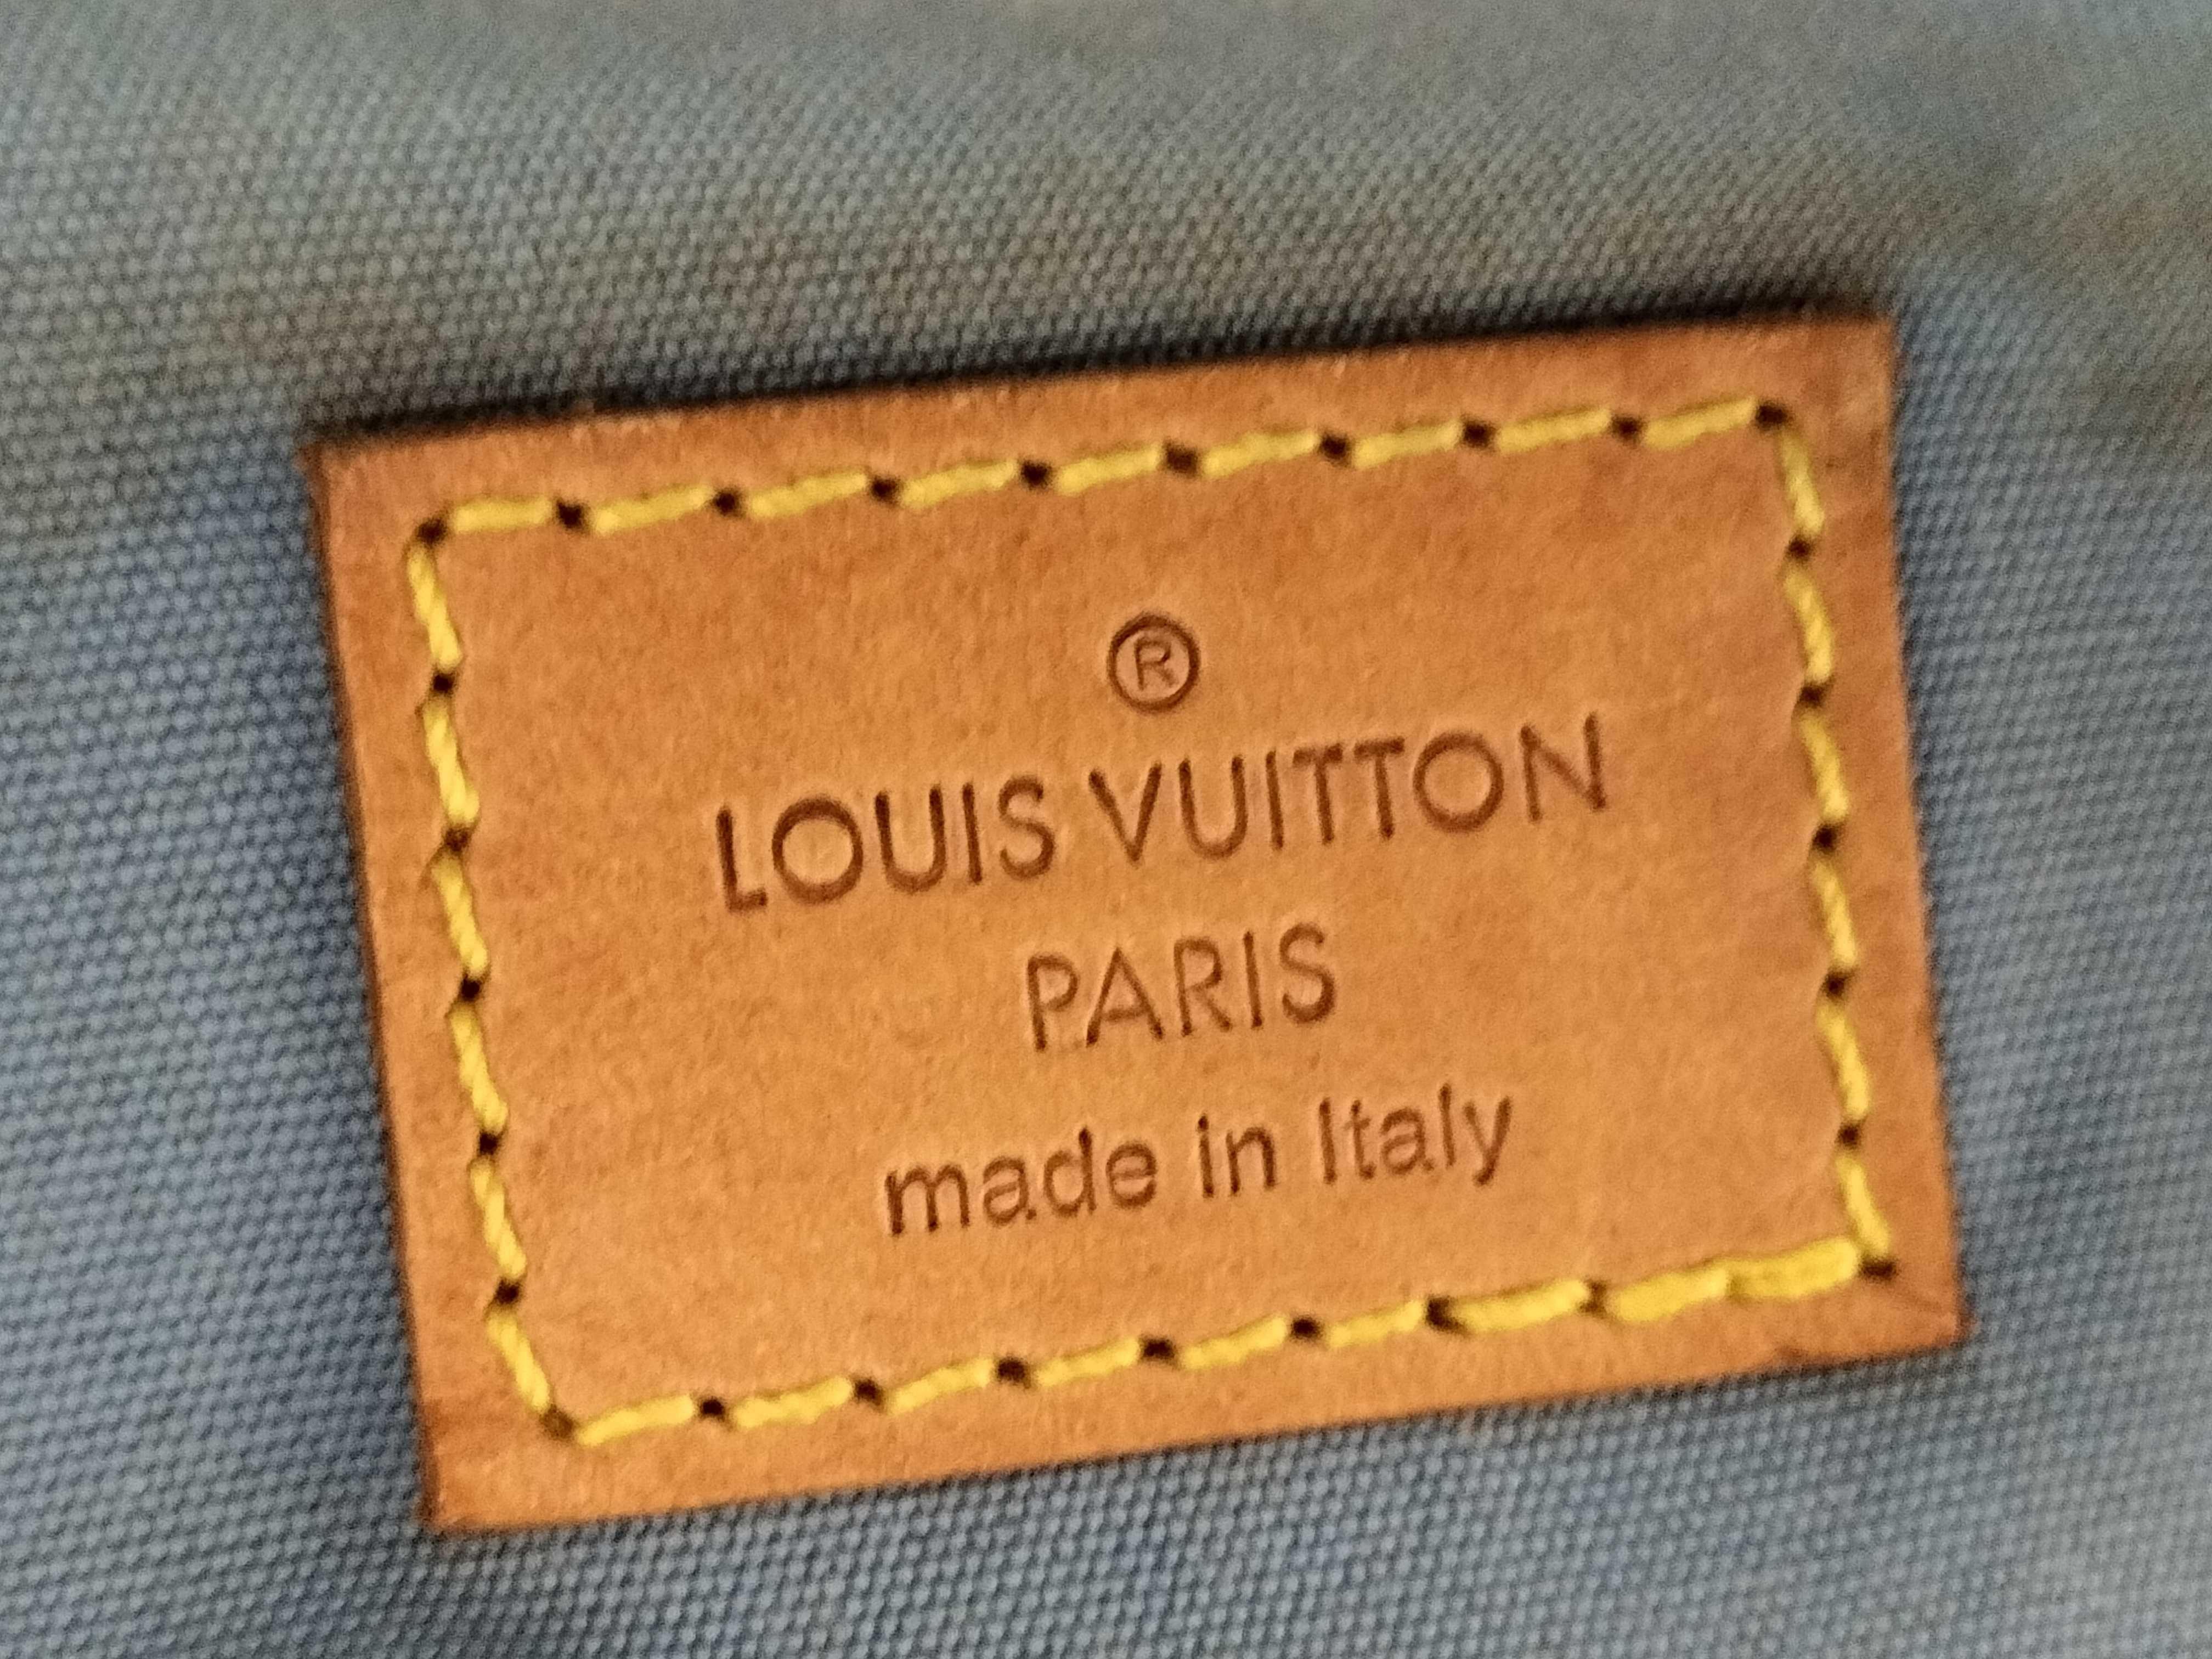 ®
LOUIS VUITTON
PARIS
made in Italy